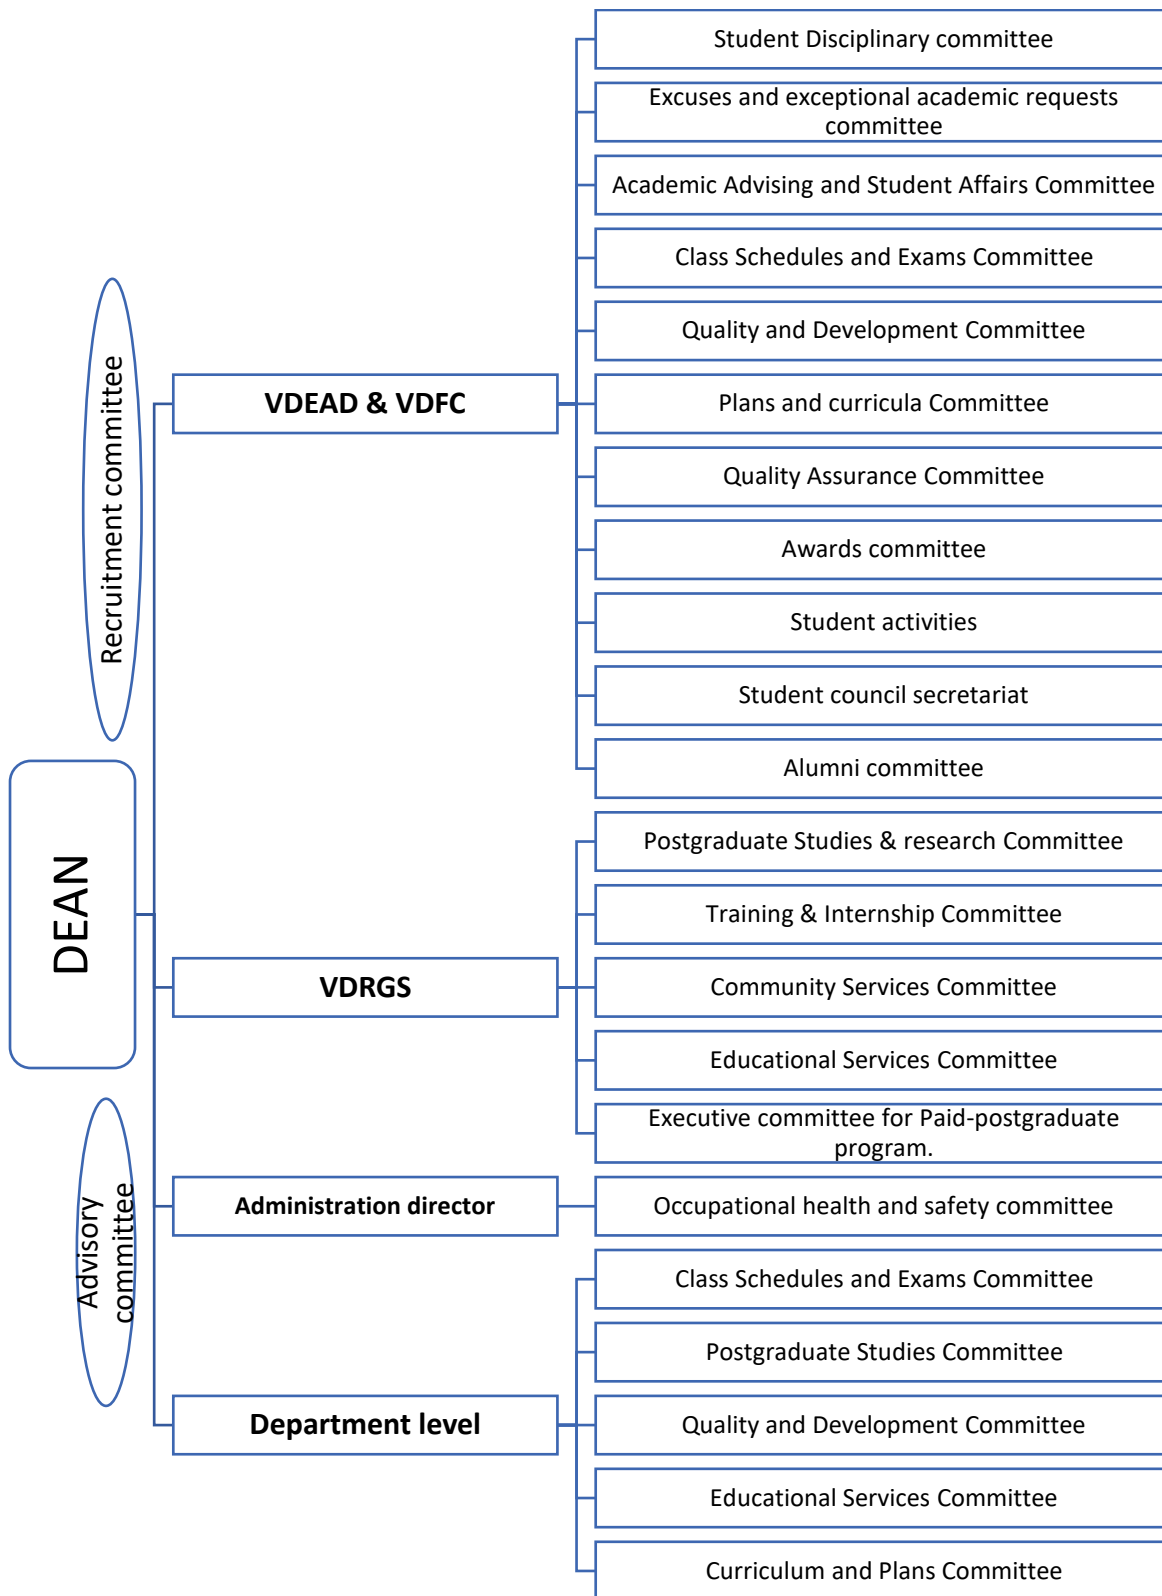 Student Disciplinary committee
Excuses and exceptional academic requests
committee
Academic Advising and Student Affairs Committee
Class Schedules and Exams Committee
Quality and Development Committee
VDEAD & VDFC
Plans and curricula Committee
Quality Assurance Committee
Awards committee
Student activities
Student council secretariat
Alumni committee
Recruitment committee
DEAN
Postgraduate Studies & research Committee
Training & Internship Committee
VDRGS
Community Services Committee
Educational Services Committee
Executive committee for Paid-postgraduate
program.
Advisory
committee
Administration director
Occupational health and safety committee
Class Schedules and Exams Committee
Postgraduate Studies Committee
Department level
Quality and Development Committee
Educational Services Committee
Curriculum and Plans Committee